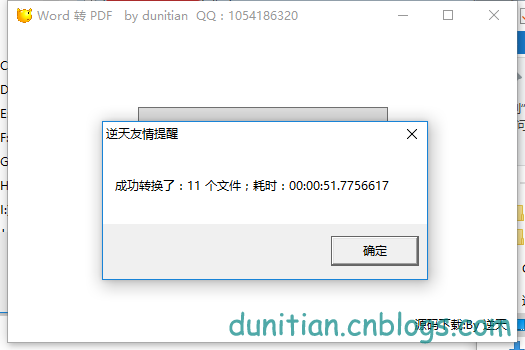 Word 转 PDF by dunitian QQ：1054186320
逆天友情提醒
成功转换了：11 个文件；耗时：00:00:51.7756617
确定
源码下载:By 逆天
dunitian.cnblogs.com
C
D
E
F:
G
H
I: